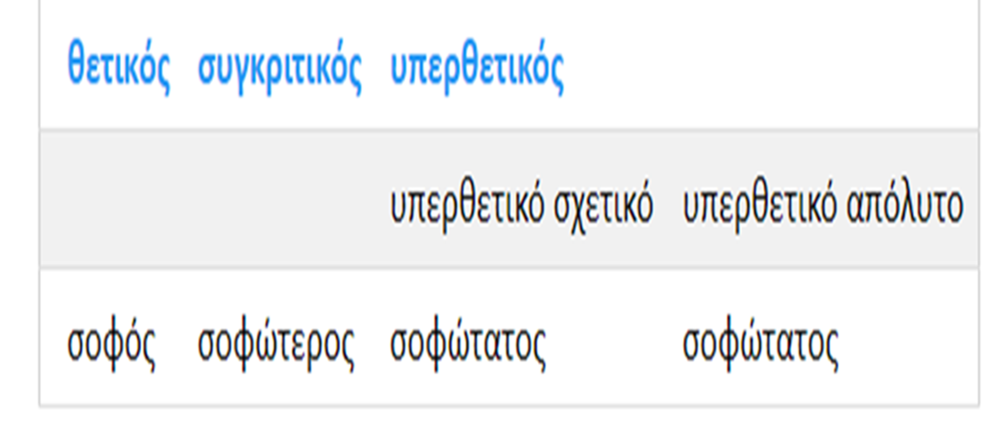 θετικός συγκριτικός υπερθετικός
υπερθετικό σχετικό υπερθετικό απόλυτο
σοφός σοφώτερος σοφώτατος σοφώτατος